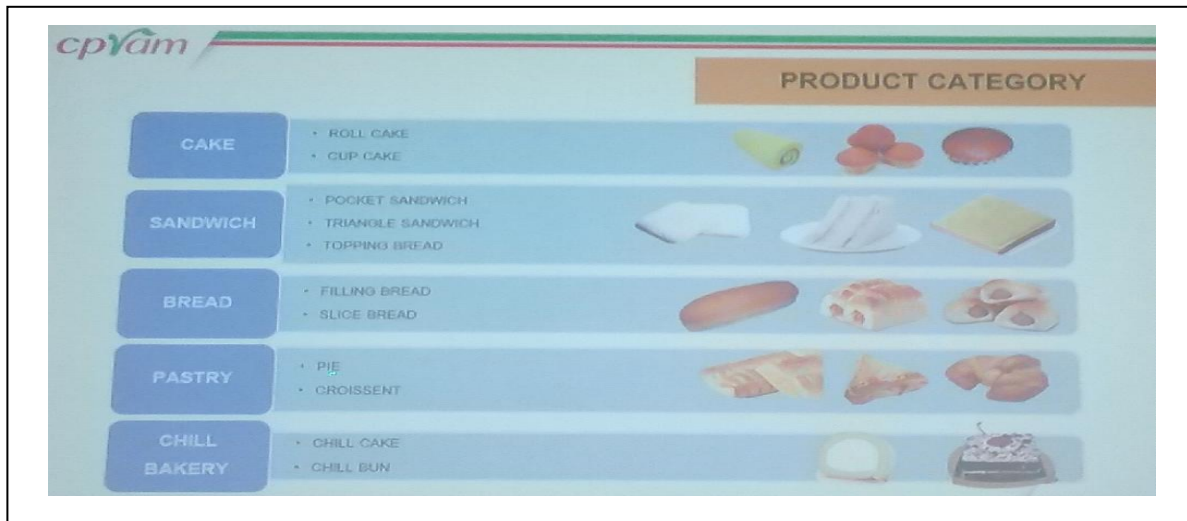 cpram
PRODUCT CATEGORY
CAKE
• ROLL CAKE
• CUP CAKE
SANDWICH
• POCKET SANDWICH
• TRIANGLE SANDWICH
• TOPPING BREAD
BREAD
• FILLING BREAD
• SLICE BREAD
PASTRY
• PIE
• CROISSENT
CHILL
BAKERY
• CHILL CAKE
• CHILL BUN